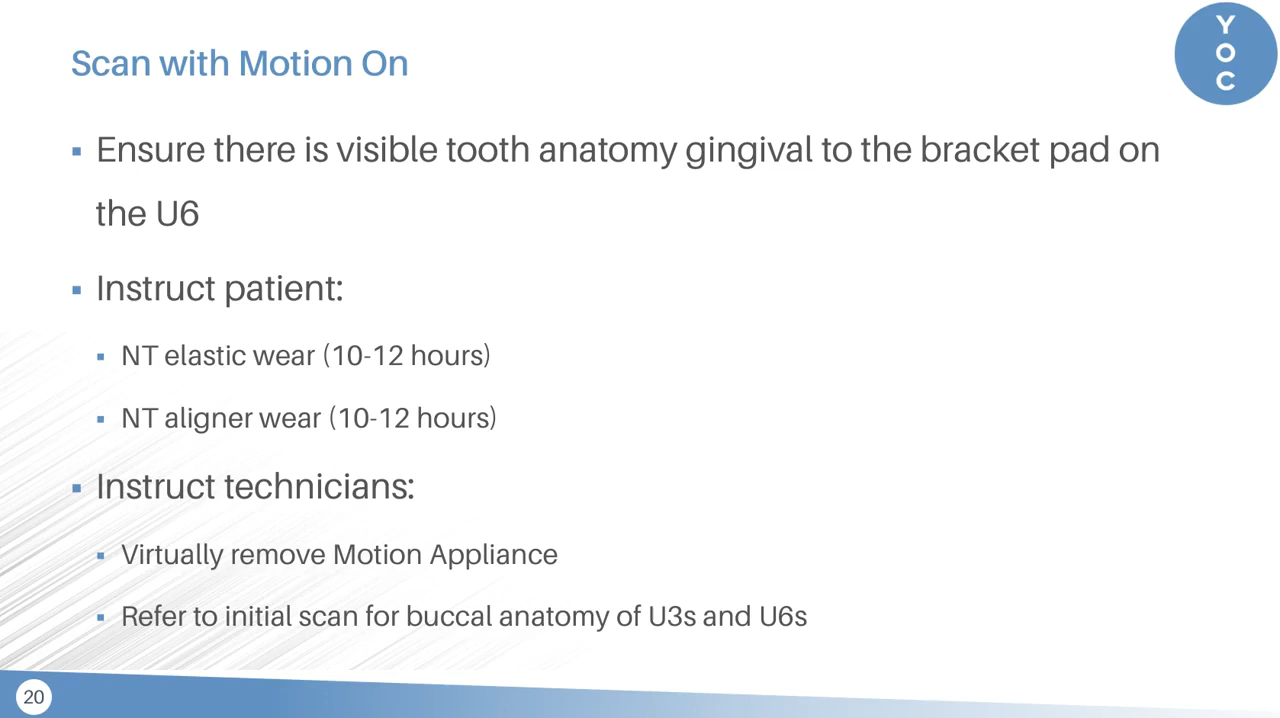 Scan with Motion On
Y
O
C
▪ Ensure there is visible tooth anatomy gingival to the bracket pad on
the U6
▪ Instruct patient:
▪ NT elastic wear (10-12 hours)
▪ NT aligner wear (10-12 hours)
▪ Instruct technicians:
▪ Virtually remove Motion Appliance
▪ Refer to initial scan for buccal anatomy of U3s and U6s
20